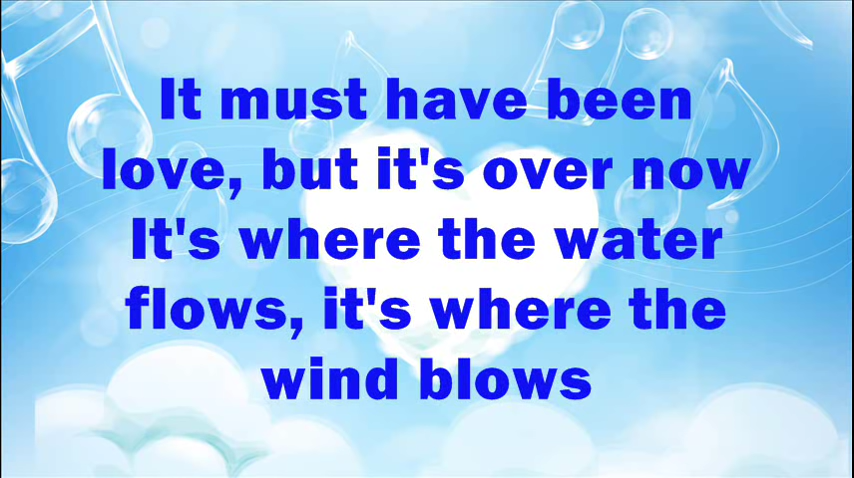 It must have been
love, but it's over now
It's where the water
flows, it's where the
wind blows